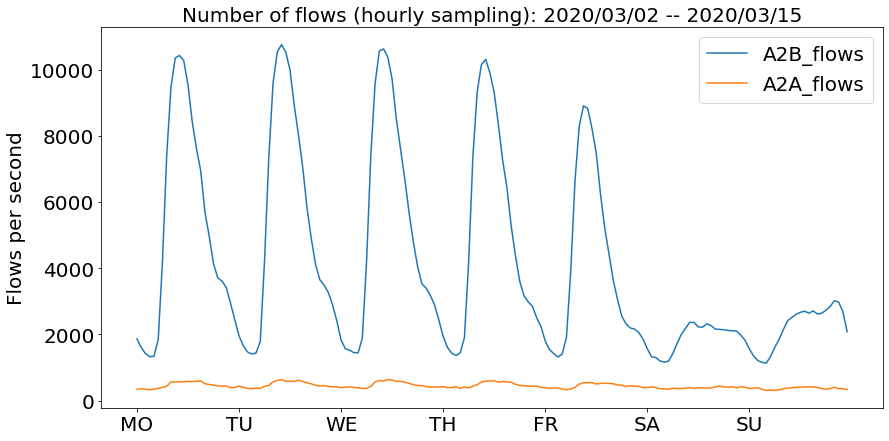 Number of flows (hourly sampling): 2020/03/02 -- 2020/03/15
A2B_flows
A2A_flows
Flows per second
10000
8000
6000
4000
2000
0
MO TU WE TH FR SA SU